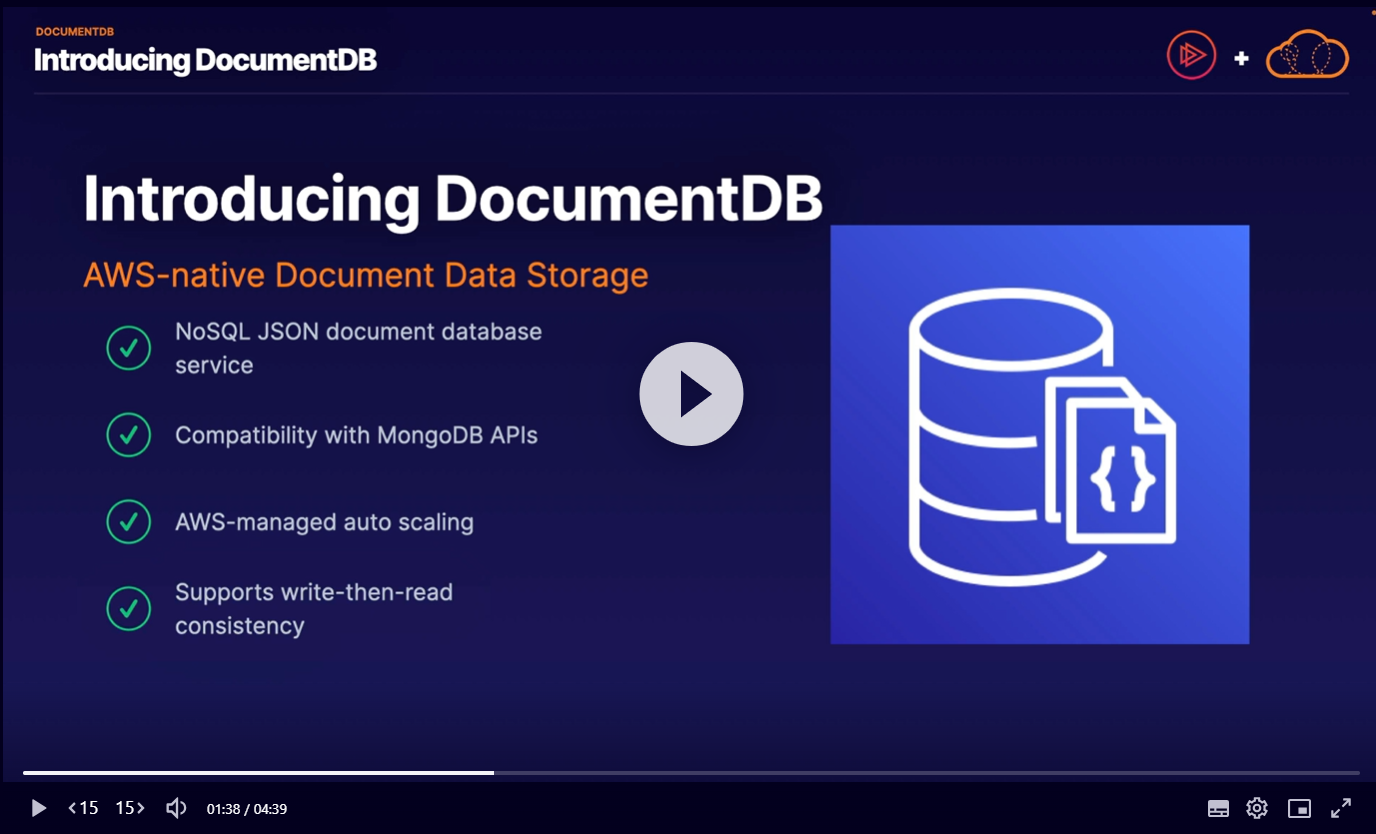 DOCUMENTDB
Introducing DocumentDB
+
Introducing DocumentDB
AWS-native Document Data Storage
NoSQL JSON document database
service
Compatibility with MongoDB APIs
AWS-managed auto scaling
Supports write-then-read
consistency
{ }
<15 15> 01:38 / 04:39